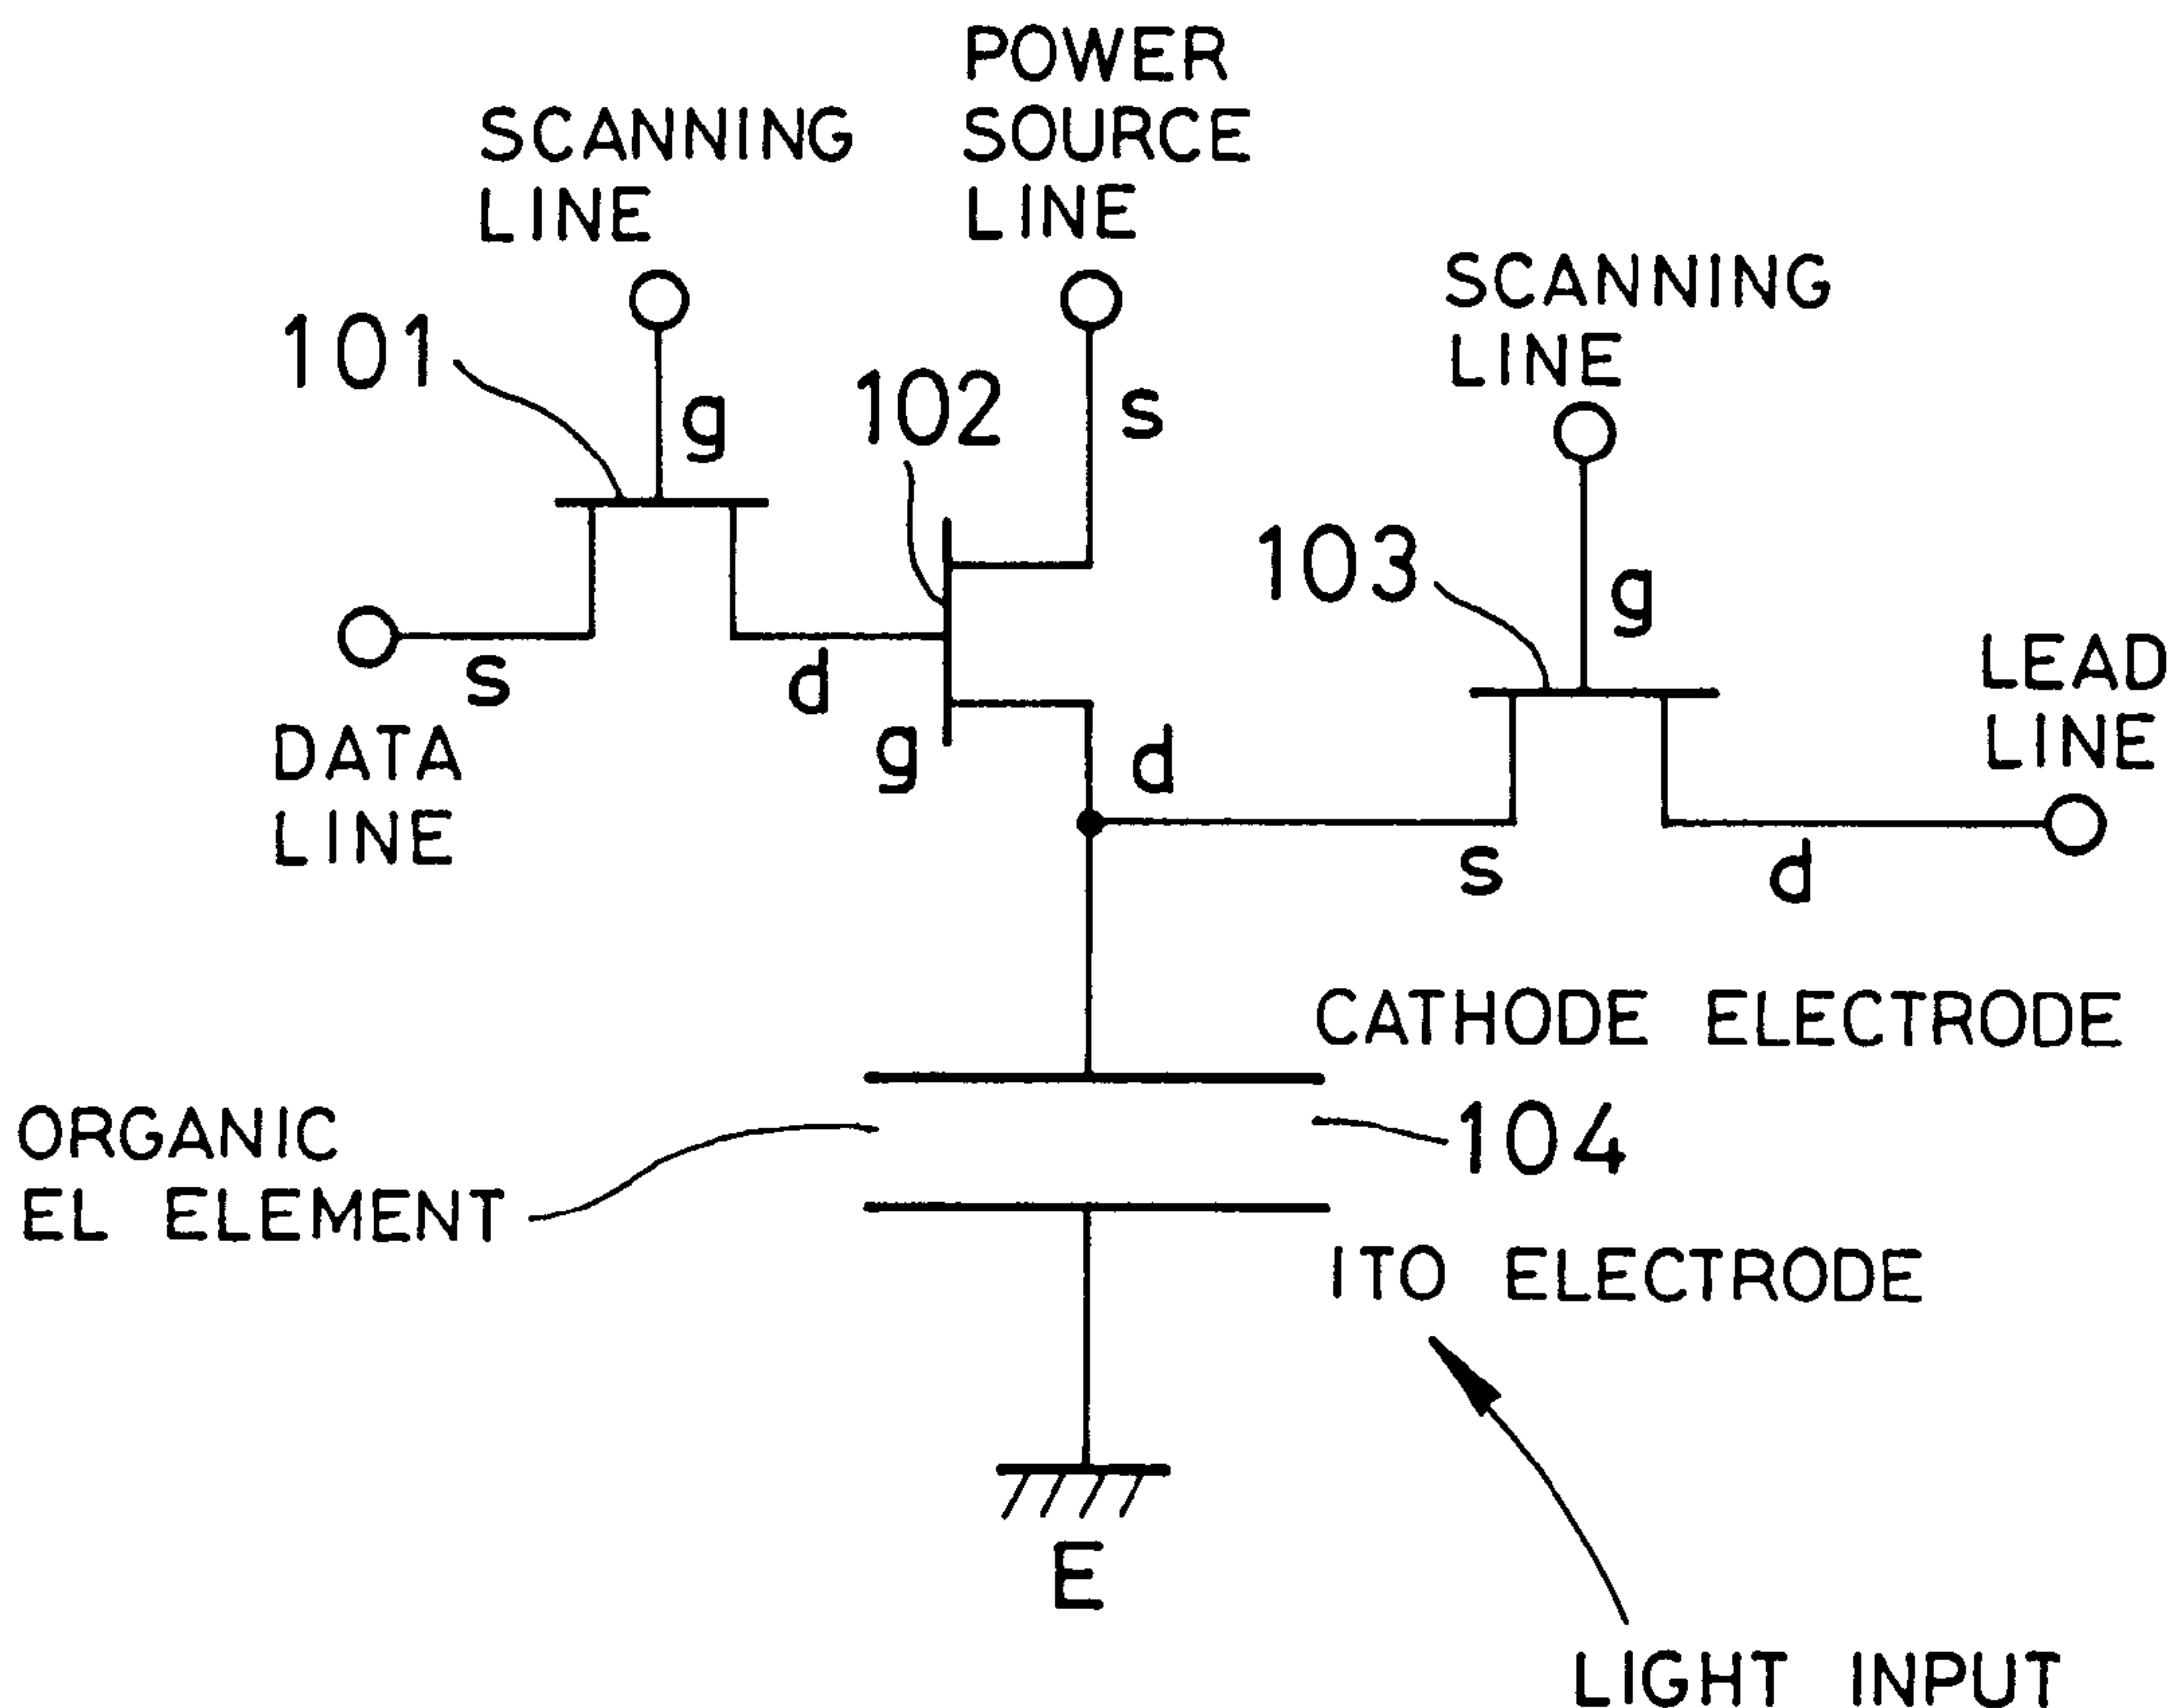 POWER
SOURCE
LINE
SCANNING
LINE
SCANNING
LINE
101
g
102
s
103
g
LEAD
LINE
s
d
DATA
LINE
g
d
s
d
CATHODE ELECTRODE
ORGANIC
EL ELEMENT
104
ITO ELECTRODE
E
LIGHT INPUT